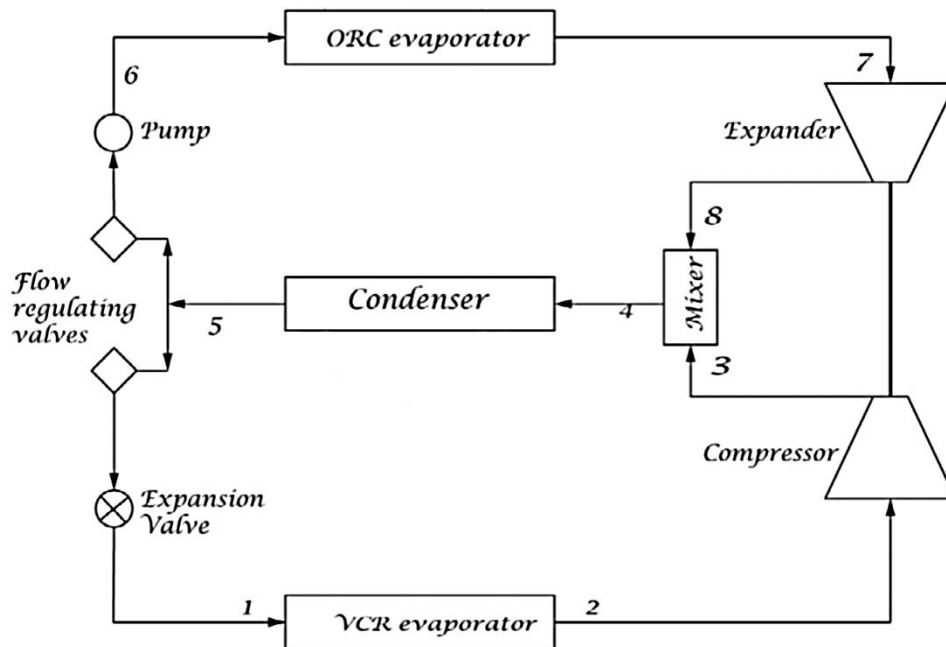 ORC evaporator
6
7
Pump
Expander
8
Flow
regulating
valves
5
Condenser
4
Mixer
3
Compressor
Expansion
Valve
1
VCR evaporator
2